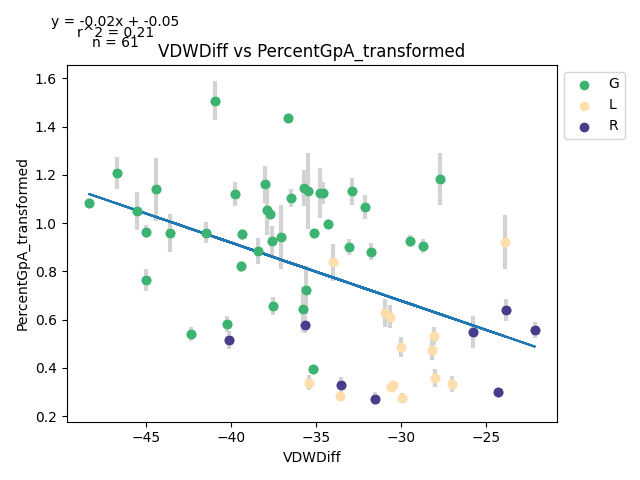 y = -0.02x + -0.05
r^2 = 0.21
n = 61
VDWDiff vs PercentGpA_transformed
PercentGpA_transformed
1.6
1.4
1.2
1.0
0.8
0.6
0.4
0.2
−45 −40 −35 −30 −25
VDWDiff
G
L
R